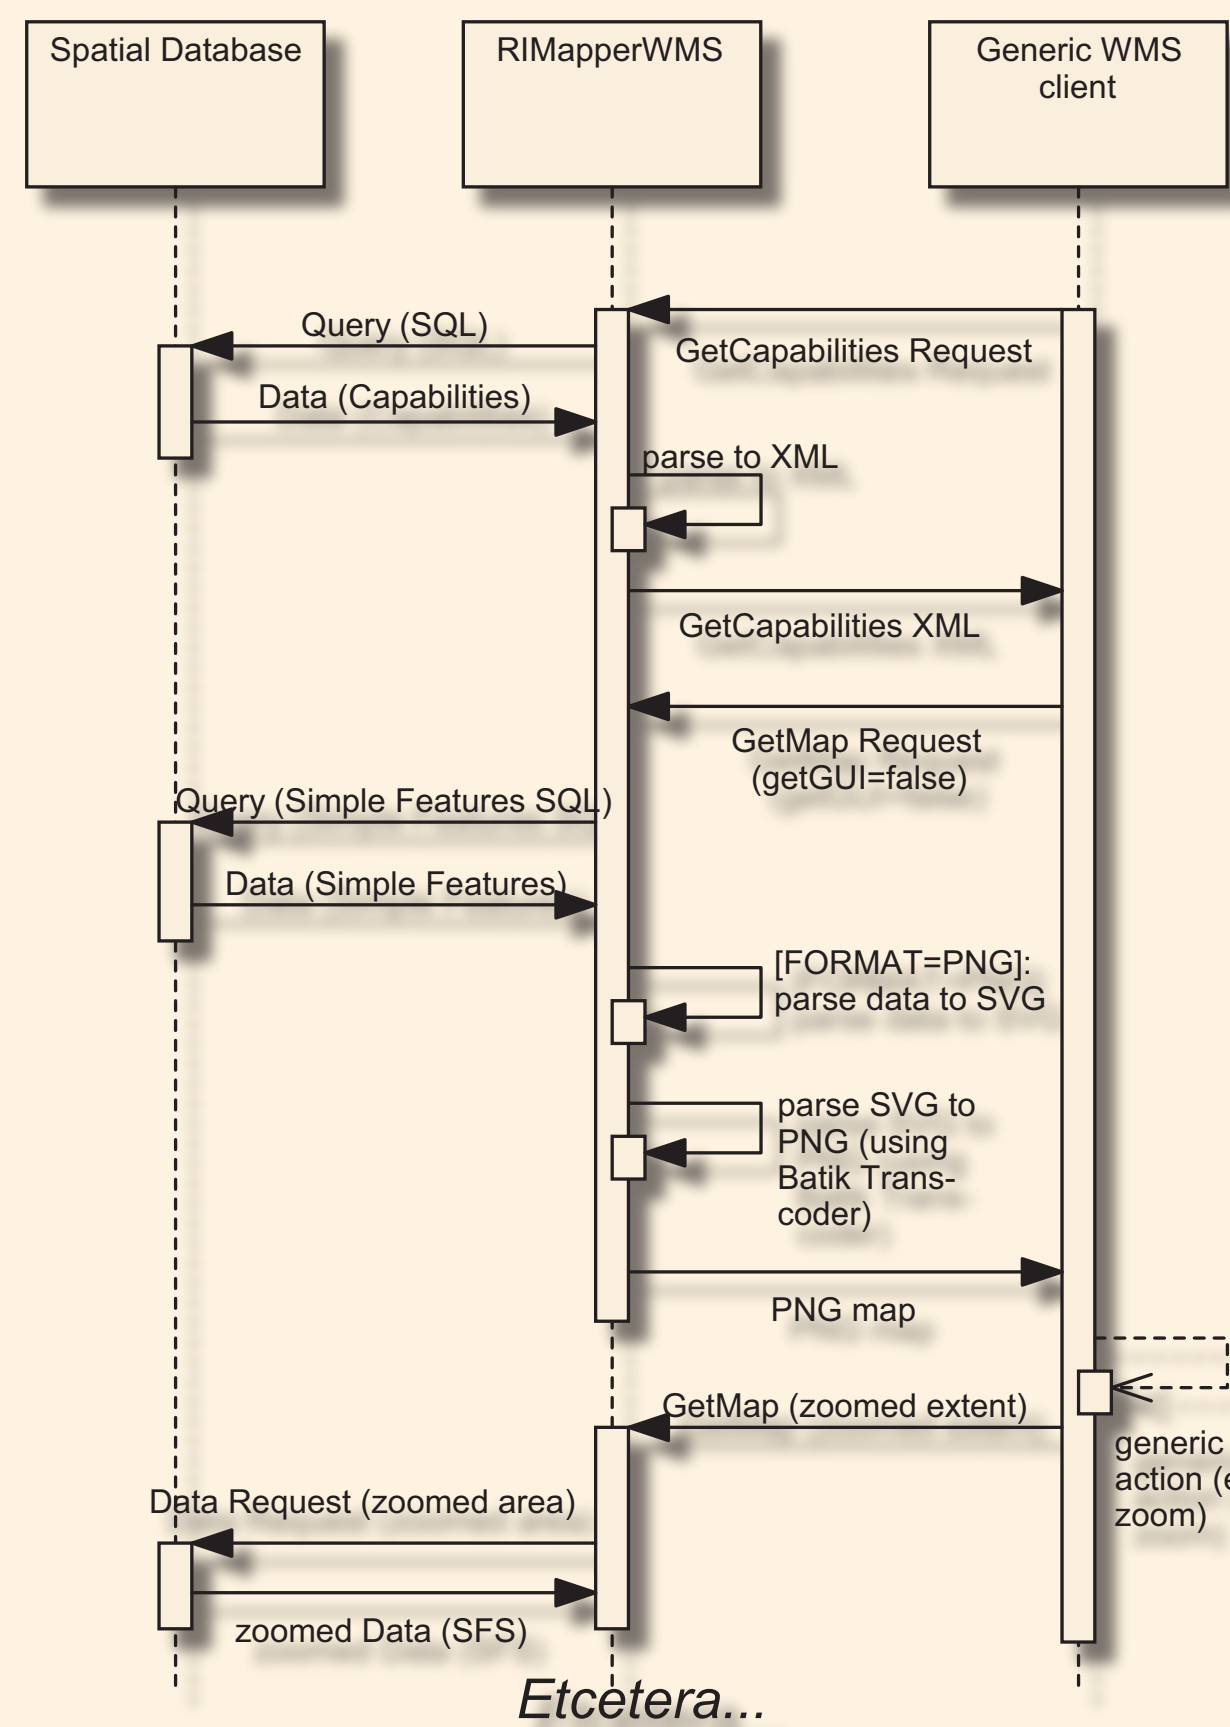 Spatial Database
RIMapperWMS
Generic WMS
client
Query (SQL)
GetCapabilities Request
Data (Capabilities)
parse to XML
GetCapabilities XML
GetMap Request
(getGUI=false)
Query (Simple Features SQL)
Data (Simple Features)
[FORMAT=PNG]:
parse data to SVG
parse SVG to
PNG (using
Batik Trans-
coder)
PNG map
GetMap (zoomed extent)
generic
action (e
zoom)
Data Request (zoomed area)
zoomed Data (SFS)
Etcetera...